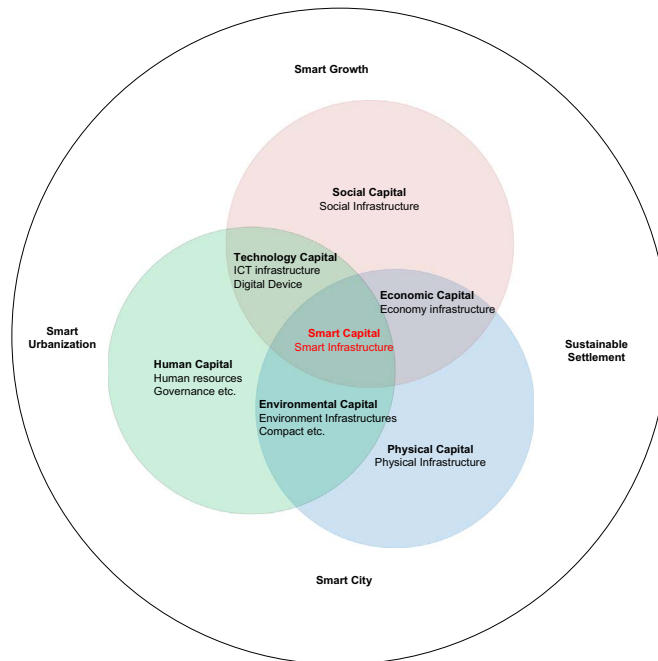 Smart Growth
Social Capital
Social Infrastructure
Technology Capital
ICT infrastructure
Digital Device
Economic Capital
Economy infrastructure
Smart Capital
Smart Infrastructure
Smart
Urbanization
Sustainable
Settlement
Human Capital
Human resources
Governance etc.
Environmental Capital
Environment Infrastructures
Compact etc.
Physical Capital
Physical Infrastructure
Smart City